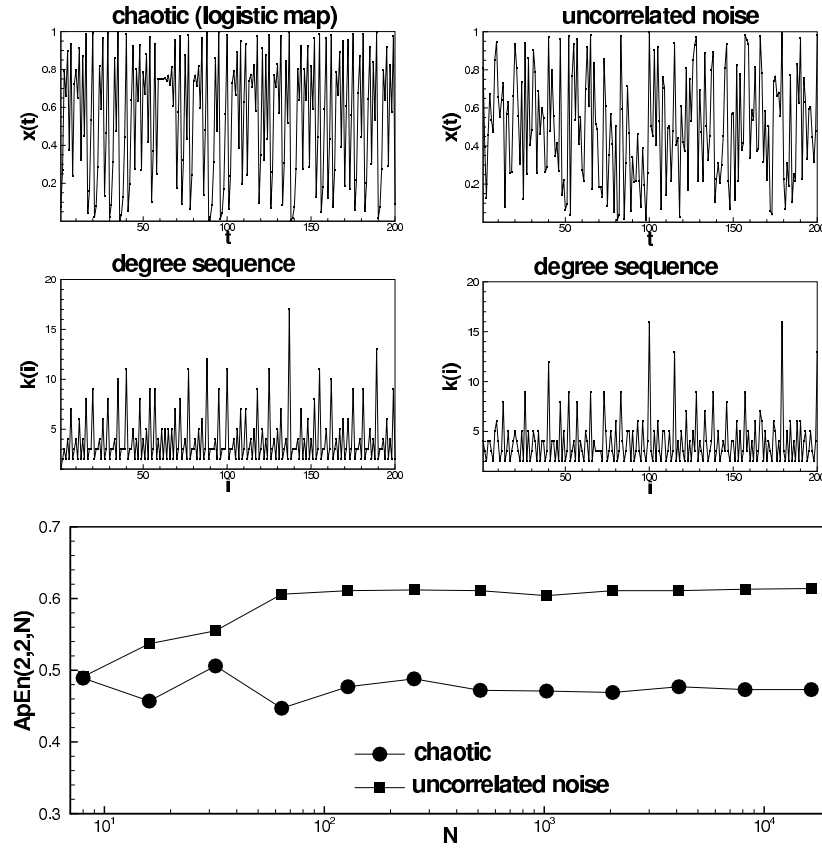 chaotic (logistic map)
uncorrelated noise
1
0.8
0.6
0.4
0.2
x(t)
50
100
150
200
t
1
0.8
0.6
0.4
0.2
x(t)
50
100
150
200
t
degree sequence
degree sequence
20
15
10
5
k(i)
50
100
150
200
i
20
15
10
5
k(i)
50
100
150
200
i
0.7
0.6
0.5
0.4
0.3
ApEn(2,2,N)
chaotic
uncorrelated noise
10¹
10²
10³
10⁴
N